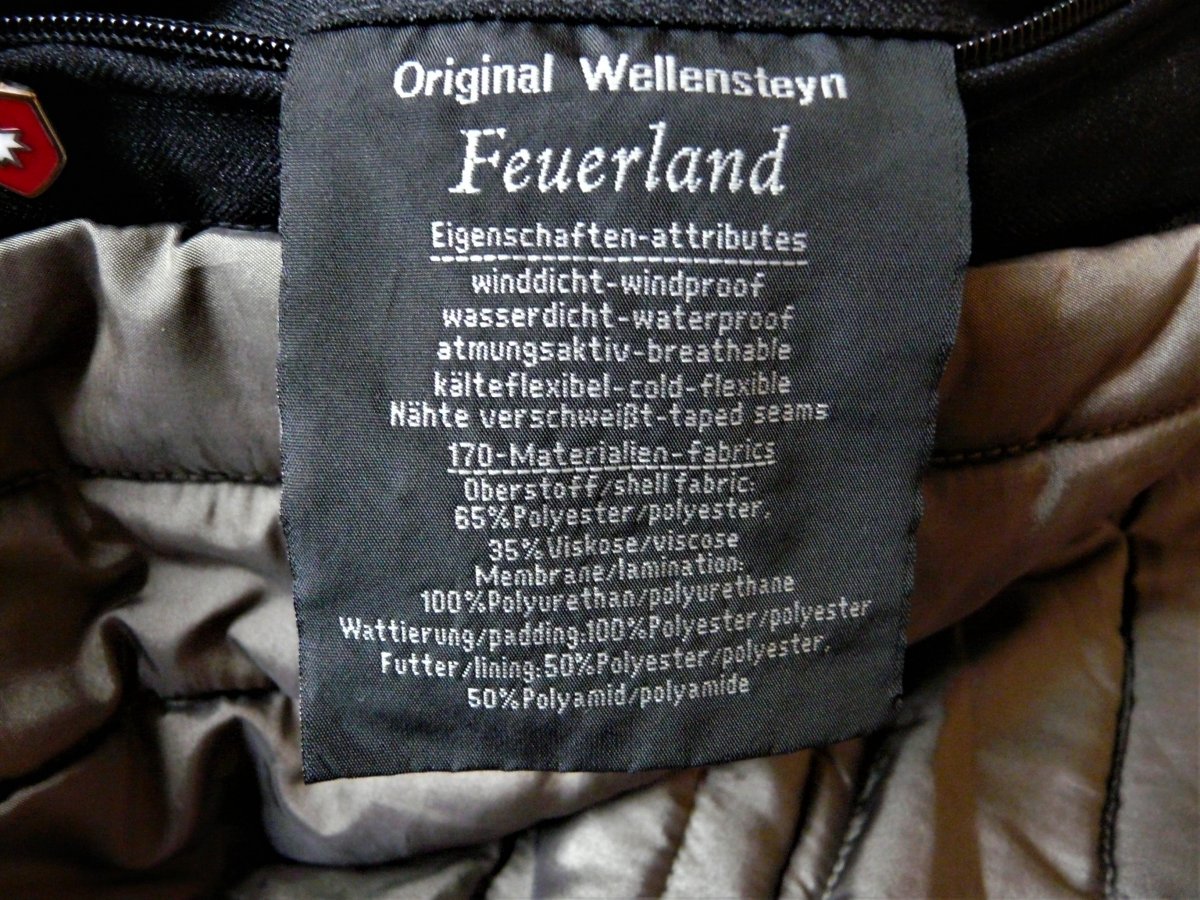 Original Wellensteyn
Feuerland
Eigenschaften-attributes
winddicht-windproof
wasserdicht-waterproof
atmungsaktiv-breathable
kälteflexibel-cold-flexible
Nähte verschweißt-taped seams
170-Materialien-fabrics
Oberstoff/shell fabric:
65%Polyester/polyester,
35%Viskose/viscose
Membrane/lamination:
100%Polyurethan/polyurethane
Wattierung/padding:100%Polyester/polyester
Futter/lining:50%Polyester/polyester,
50%Polyamid/polyamide